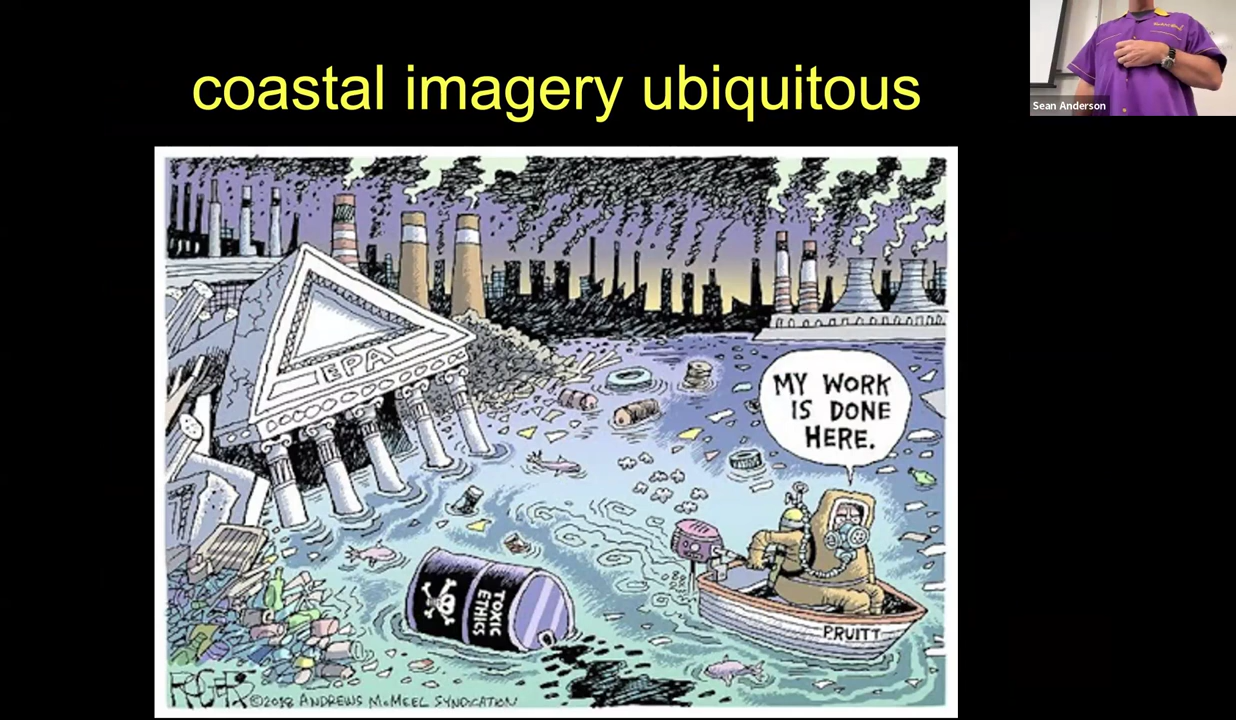 coastal imagery ubiquitous
Sean Anderson
EPA
MY WORK
IS DONE
HERE.
TOXIC
ETHICS
PRUITT
ROGERS ©2018 ANDREWS McMEEL SYNDICATION